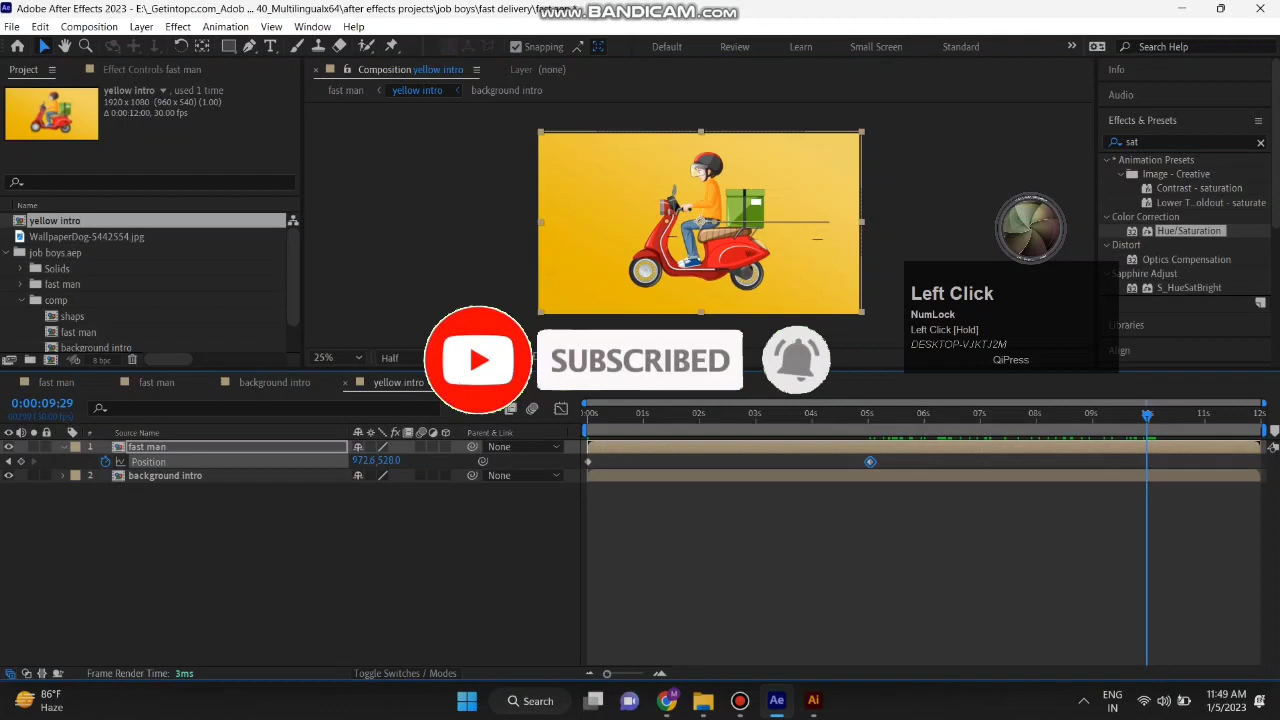 Adobe After Effects 2023 - E:\_Getintopc.com_Adob ... 40_Multilingualx64\after effects projects\job boys\fast delivery\
www.BANDICAM.com
File Edit Composition Layer Effect Animation View Window Help
Snapping
Default Review Learn Small Screen Standard
Search Help
Project
Effect Controls fast man
Composition yellow intro
Layer (none)
Info
yellow intro , used 1 time
1920 x 1080 (960 x 540) (1.00)
Δ 0:00:12:00, 30.00 fps
fast man yellow intro background intro
Audio
Effects & Presets
sat
* Animation Presets
Image - Creative
Contrast - saturation
Lower T...oldout - saturate
Color Correction
Hue/Saturation
Distort
Optics Compensation
Sapphire Adjust
S_HueSatBright
Libraries
Align
Name
yellow intro
WallpaperDog-5442554.jpg
job boys.aep
Solids
fast man
comp
shaps
fast man
background intro
8 bpc
25%
Half
Left Click
NumLock
Left Click [Hold]
DESKTOP-VJKTJ2M
QiPress
SUBSCRIBED
fast man
fast man
background intro
yellow intro
0:00:09:29
00299 (30.00 fps)
:00s 01s 02s 03s 04s 05s 06s 07s 08s 09s 11s 12s
# Source Name
Parent & Link
1 fast man
None
Position
972.6,528.0
2 background intro
None
Frame Render Time: 3ms
Toggle Switches / Modes
86°F
Haze
Search
ENG
IN
11:49 AM
1/5/2023